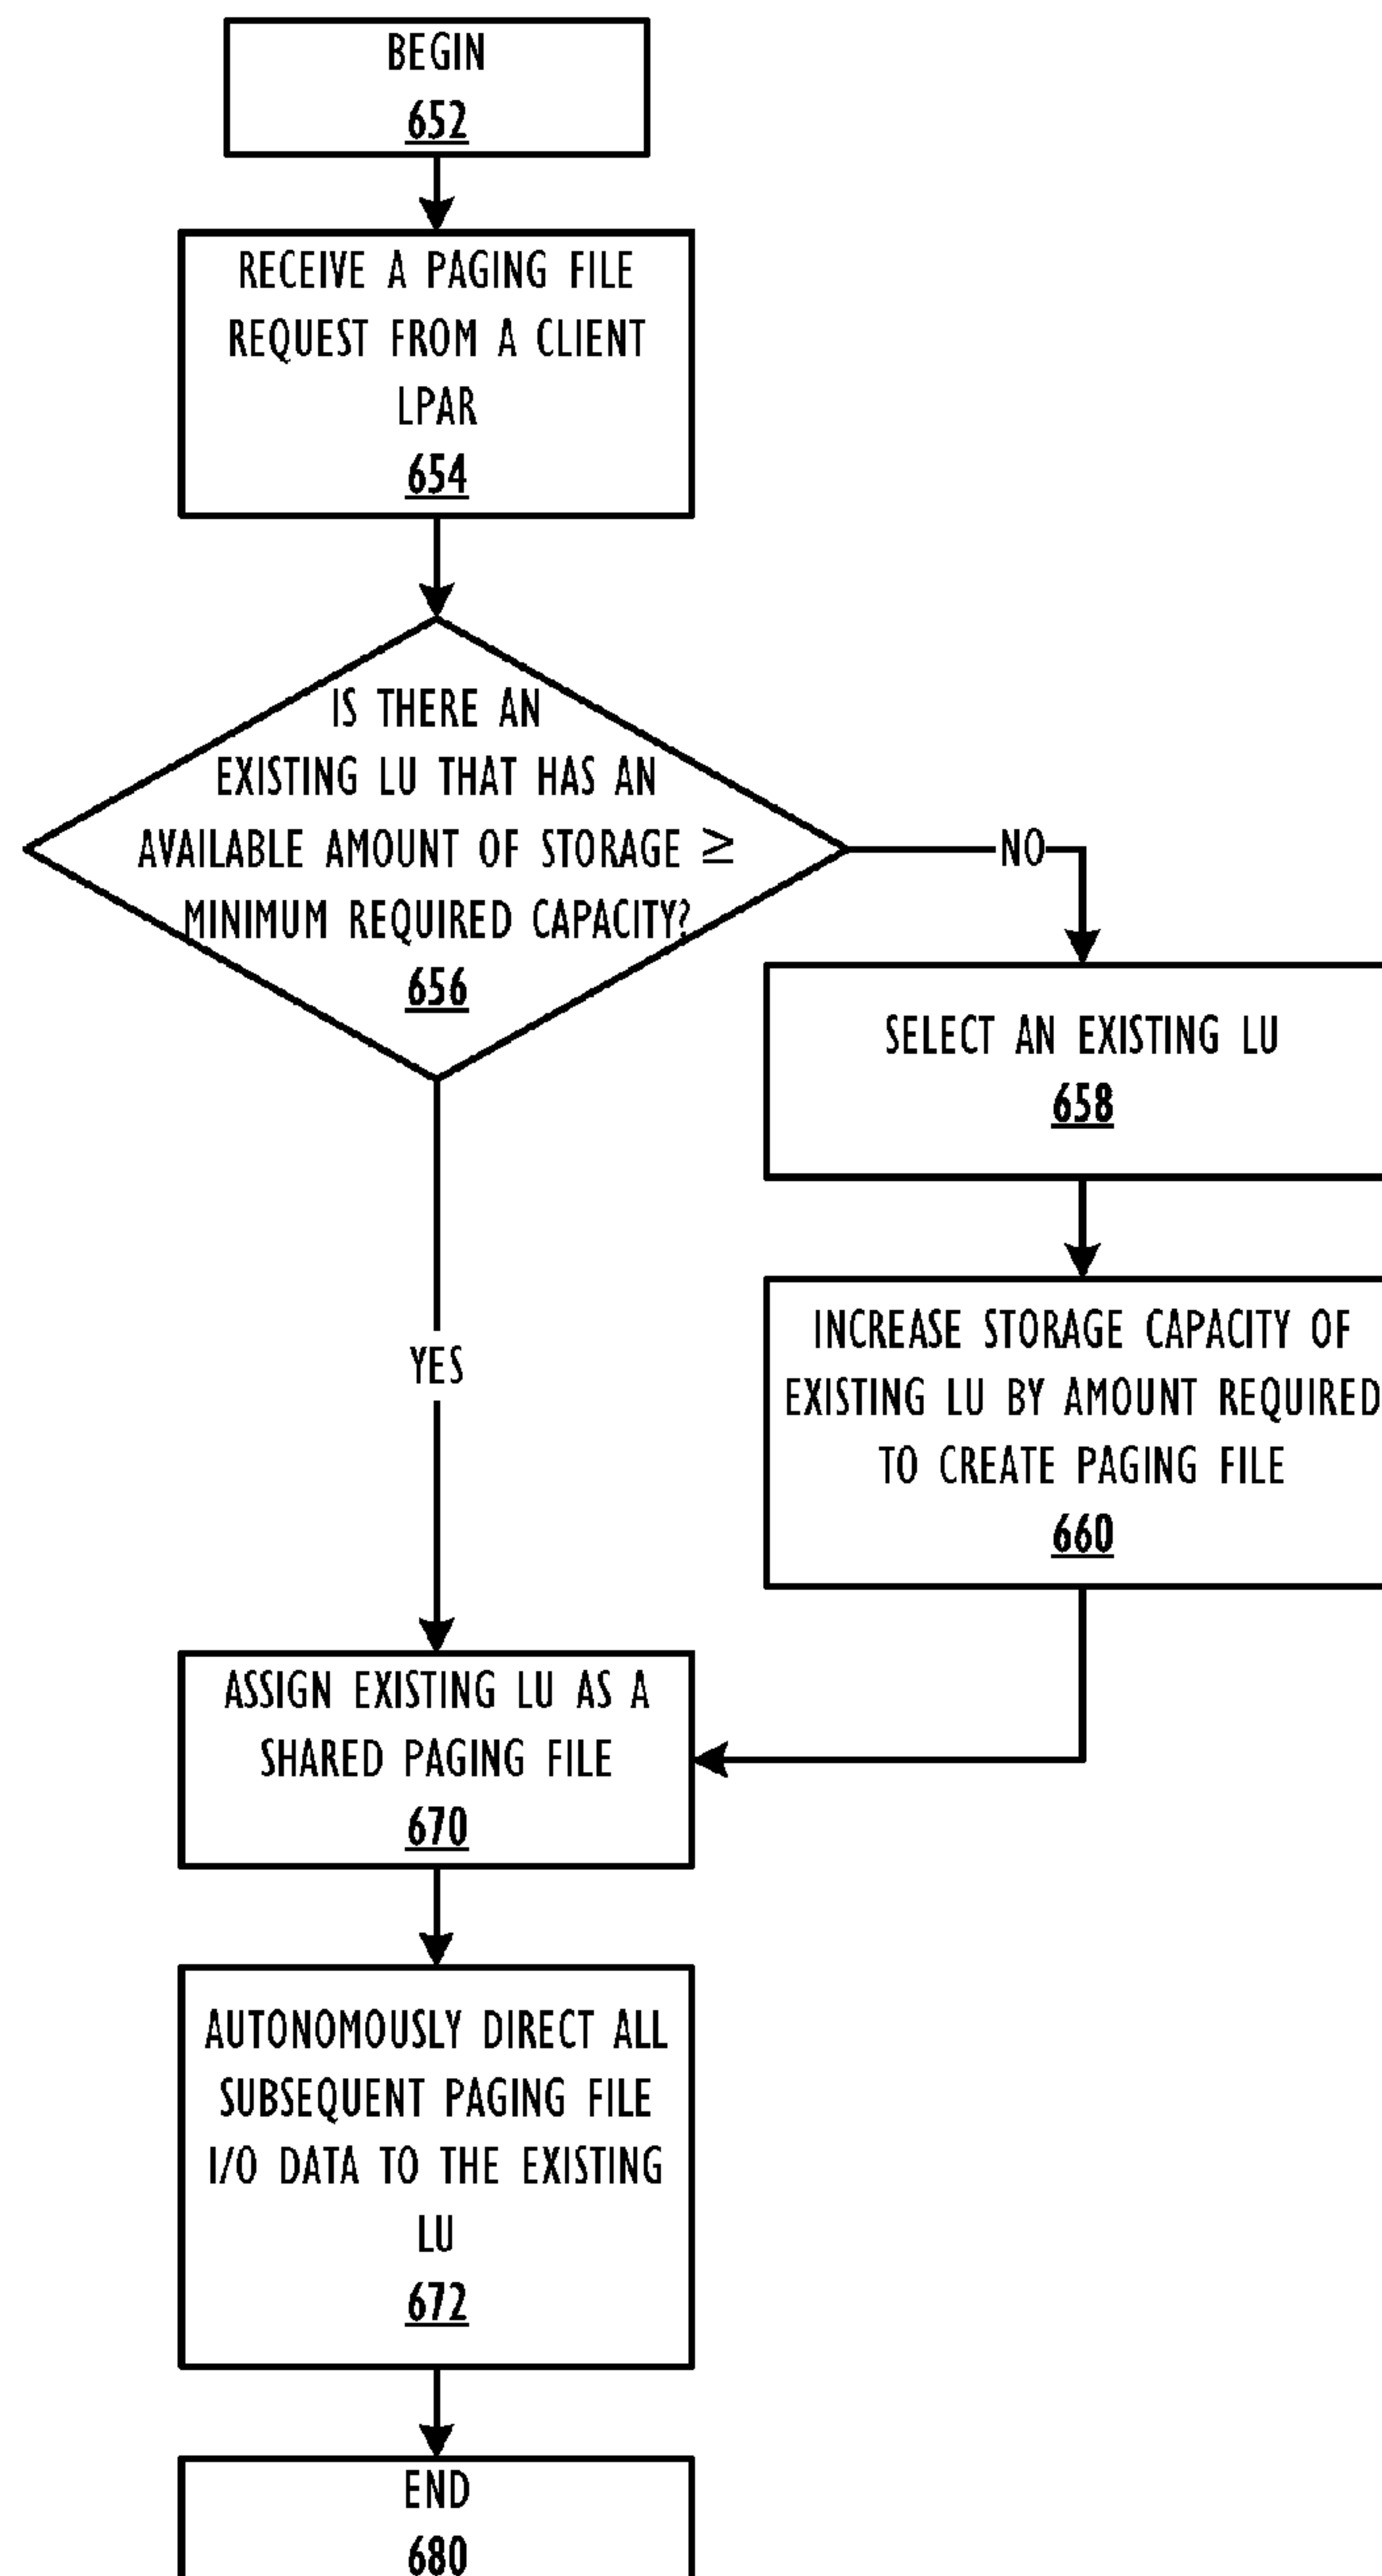 BEGIN
652
RECEIVE A PAGING FILE
REQUEST FROM A CLIENT
LPAR
654
IS THERE AN
EXISTING LU THAT HAS AN
AVAILABLE AMOUNT OF STORAGE ≥
MINIMUM REQUIRED CAPACITY?
656
NO
SELECT AN EXISTING LU
658
INCREASE STORAGE CAPACITY OF
EXISTING LU BY AMOUNT REQUIRED
TO CREATE PAGING FILE
660
YES
ASSIGN EXISTING LU AS A
SHARED PAGING FILE
670
AUTONOMOUSLY DIRECT ALL
SUBSEQUENT PAGING FILE
I/O DATA TO THE EXISTING
LU
672
END
680